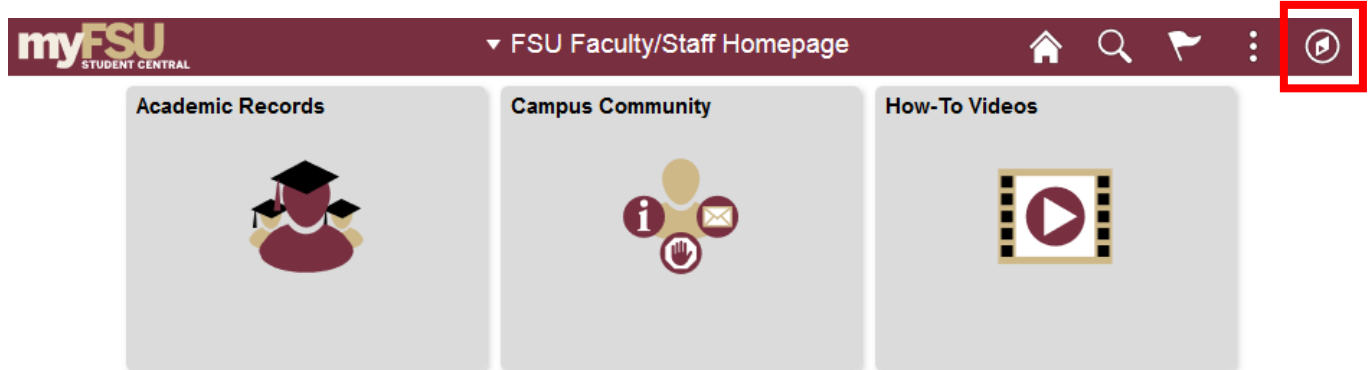 myFSU
STUDENT CENTRAL
FSU Faculty/Staff Homepage
Academic Records
Campus Community
How-To Videos
i